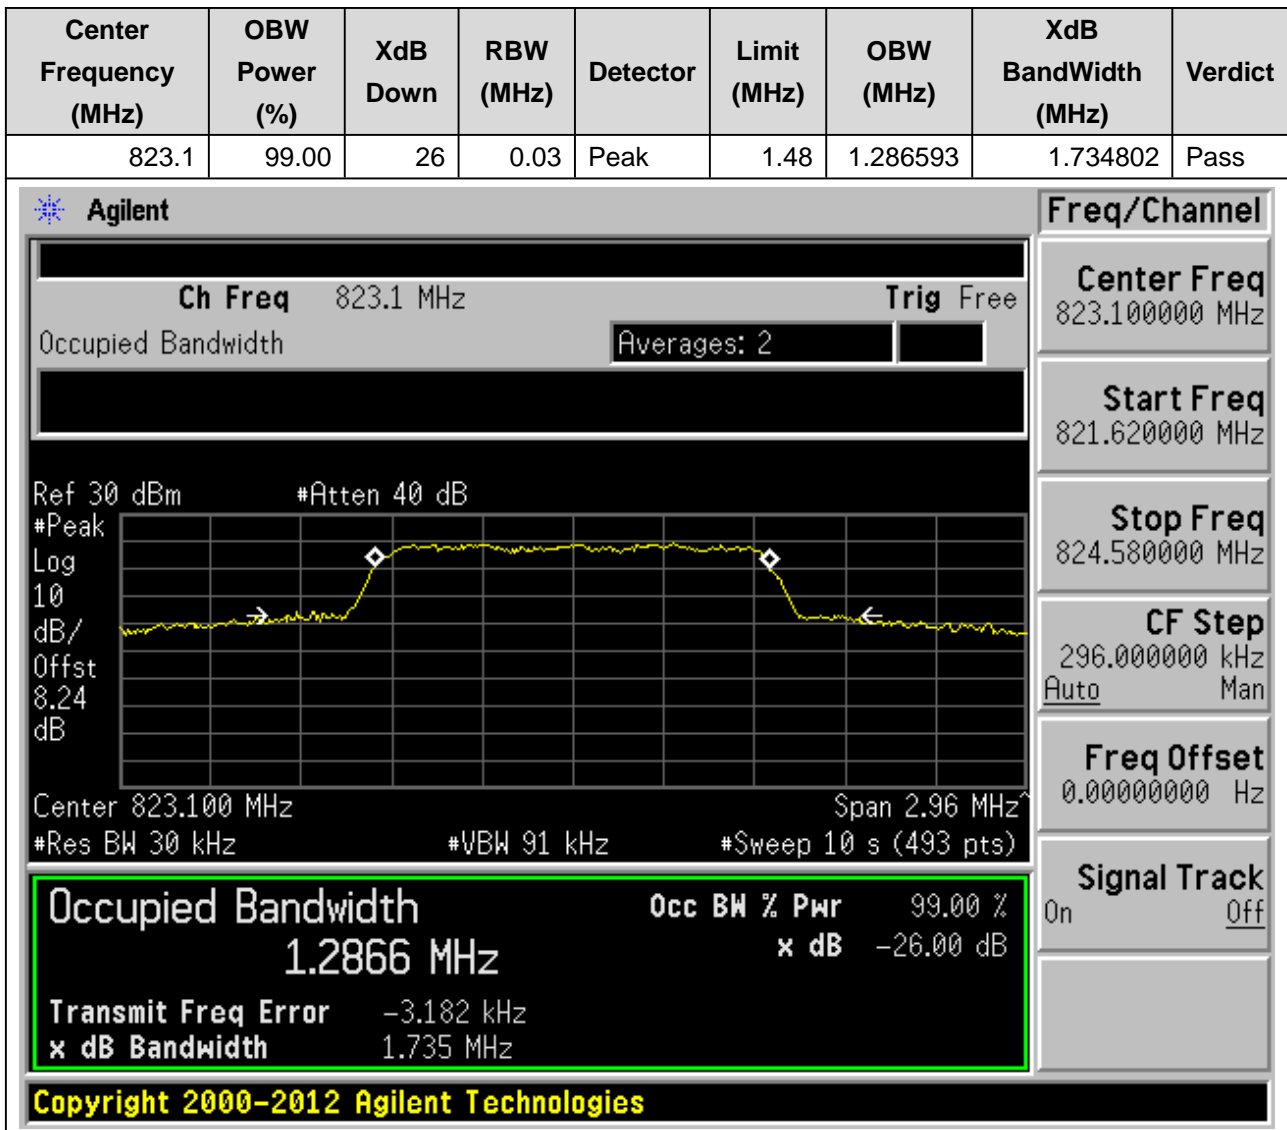 Center Frequency (MHz) OBW Power (%) XdB Down RBW (MHz) Detector Limit (MHz) OBW (MHz) XdB BandWidth (MHz) Verdict
823.1 99.00 26 0.03 Peak 1.48 1.286593 1.734802 Pass
Agilent
Freq/Channel
Ch Freq 823.1 MHz Trig Free
Occupied Bandwidth Averages: 2
Center Freq
823.100000 MHz
Start Freq
821.620000 MHz
Stop Freq
824.580000 MHz
CF Step
296.000000 kHz
Auto Man
Freq Offset
0.00000000 Hz
Signal Track
On Off
Ref 30 dBm #Atten 40 dB
#Peak
Log
10
dB/
Offst
8.24
dB
Center 823.100 MHz Span 2.96 MHz^
#Res BW 30 kHz #VBW 91 kHz #Sweep 10 s (493 pts)
Occupied Bandwidth Occ BW % Pwr 99.00 %
1.2866 MHz x dB -26.00 dB
Transmit Freq Error -3.182 kHz
x dB Bandwidth 1.735 MHz
Copyright 2000-2012 Agilent Technologies